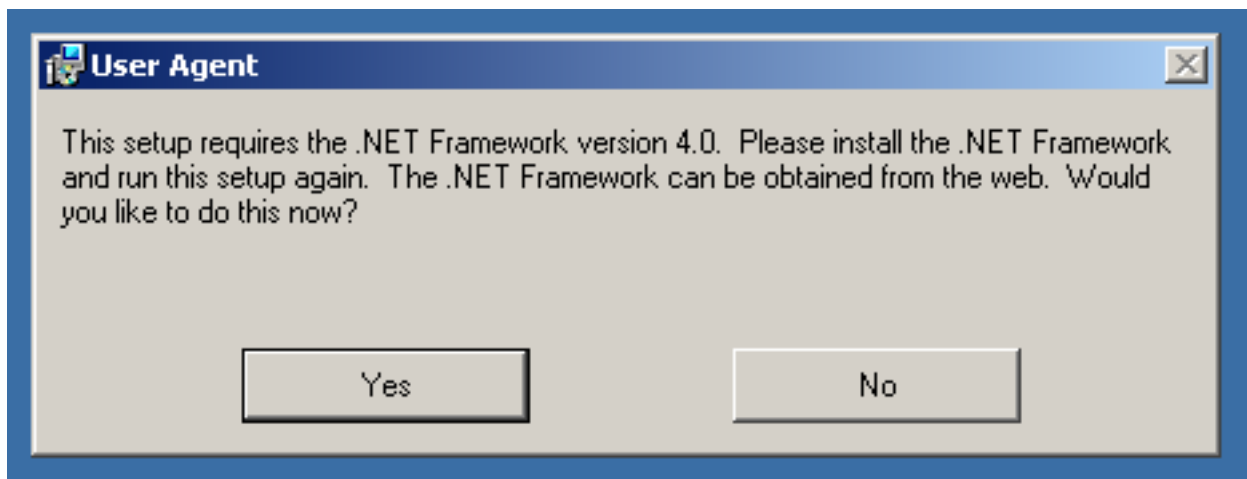 User Agent
This setup requires the .NET Framework version 4.0.  Please install the .NET Framework
and run this setup again.  The .NET Framework can be obtained from the web.  Would
you like to do this now?
Yes
No